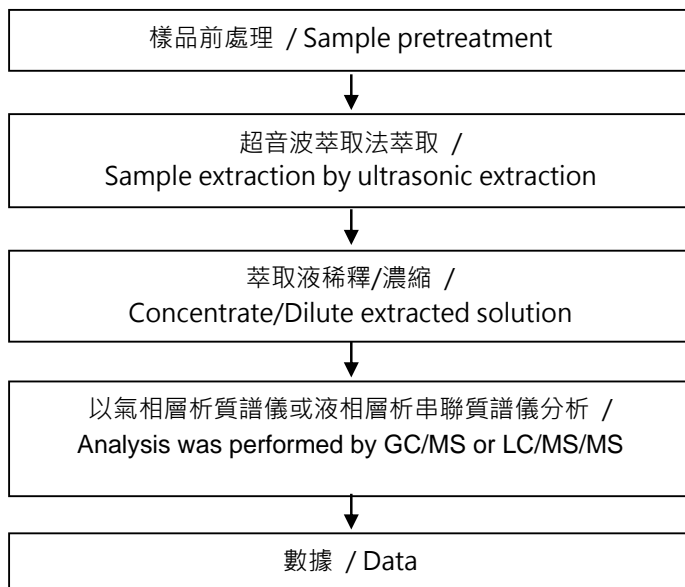 樣品前處理 / Sample pretreatment
超音波萃取法萃取 /
Sample extraction by ultrasonic extraction
萃取液稀釋/濃縮 /
Concentrate/Dilute extracted solution
以氣相層析質譜儀或液相層析串聯質譜儀分析 /
Analysis was performed by GC/MS or LC/MS/MS
數據 / Data